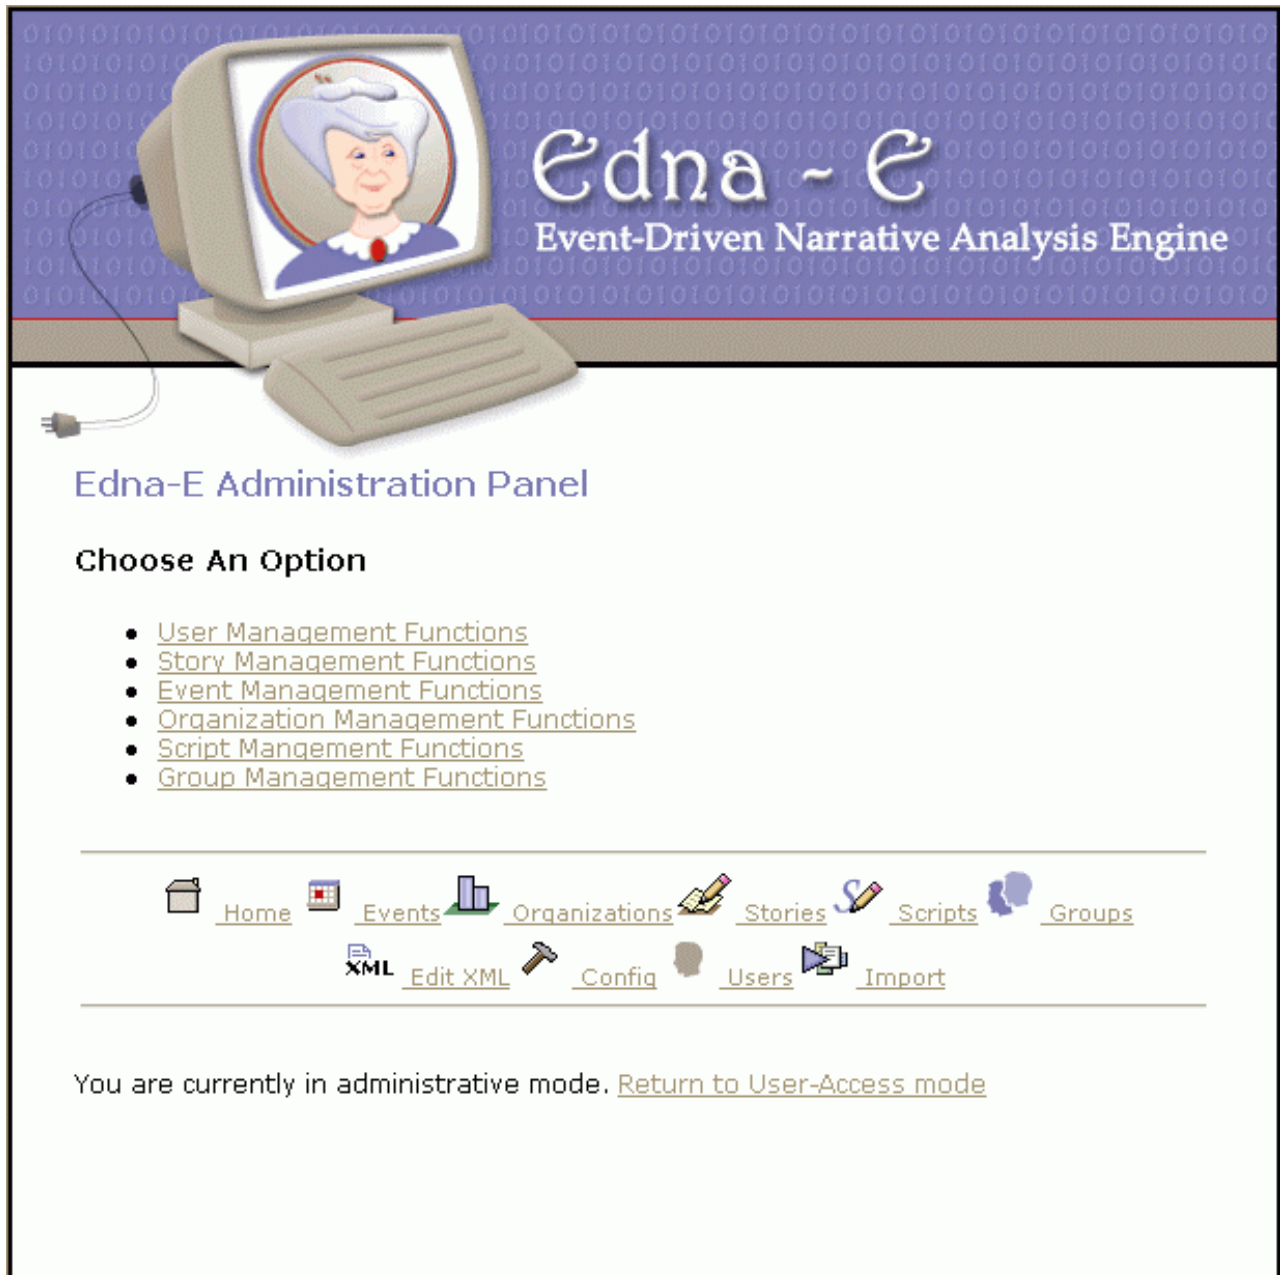 Edna - E
Event-Driven Narrative Analysis Engine
Edna-E Administration Panel
Choose An Option
User Management Functions
Story Management Functions
Event Management Functions
Organization Management Functions
Script Mangement Functions
Group Management Functions
Home Events Organizations Stories Scripts Groups
XML Edit XML Config Users Import
You are currently in administrative mode. Return to User-Access mode